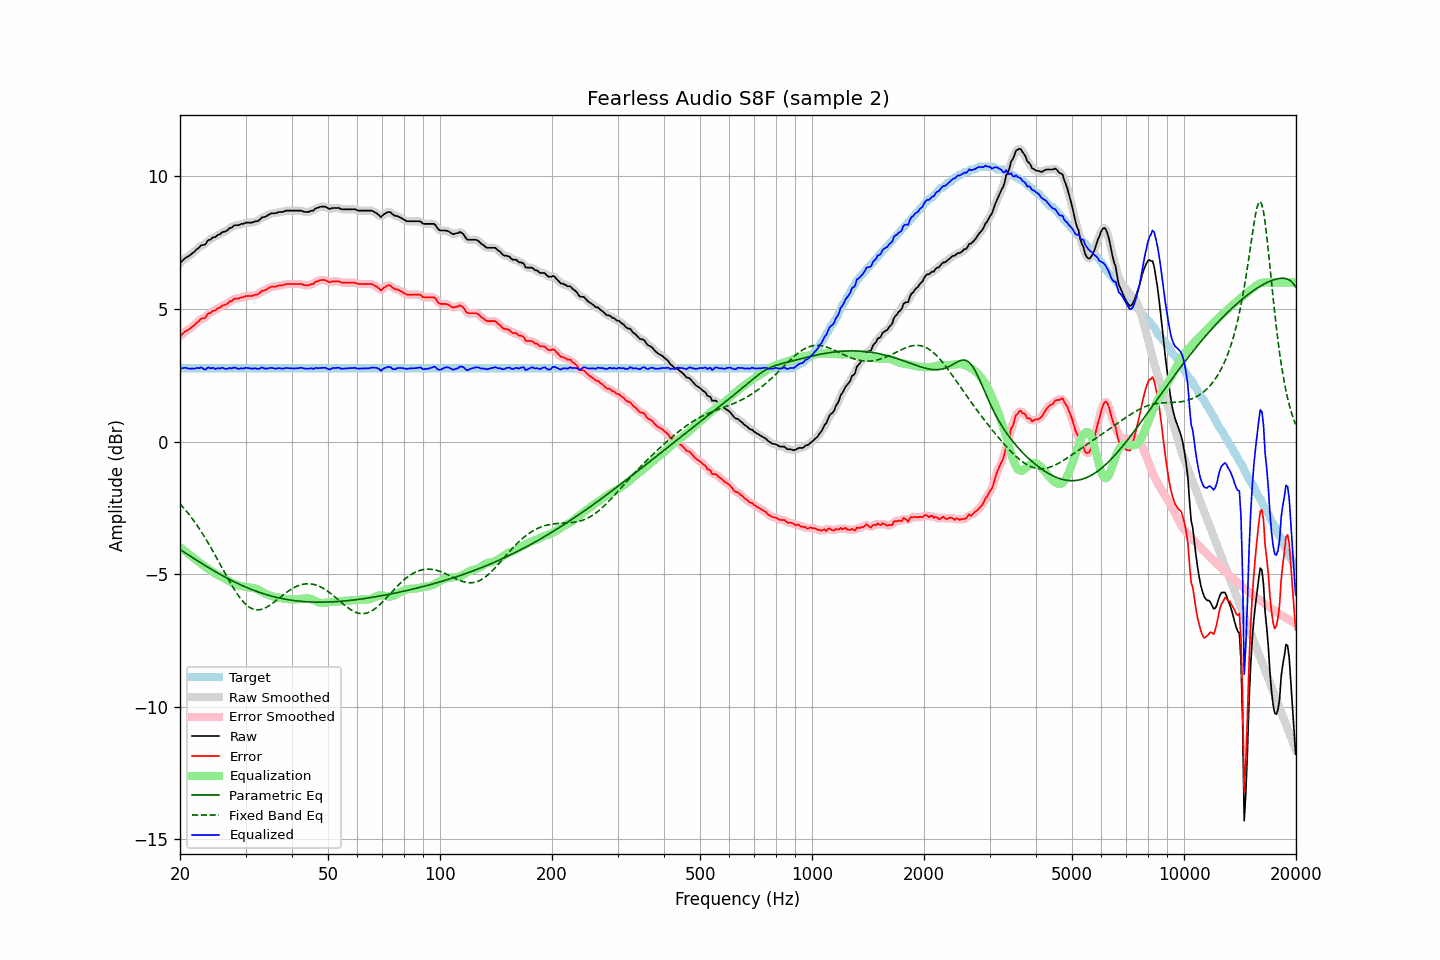 Fearless Audio S8F (sample 2)
Amplitude (dBr)
10
5
0
−5
−10
−15
Target
Raw Smoothed
Error Smoothed
Raw
Error
Equalization
Parametric Eq
Fixed Band Eq
Equalized
20 50 100 200 500 1000 2000 5000 10000 20000
Frequency (Hz)